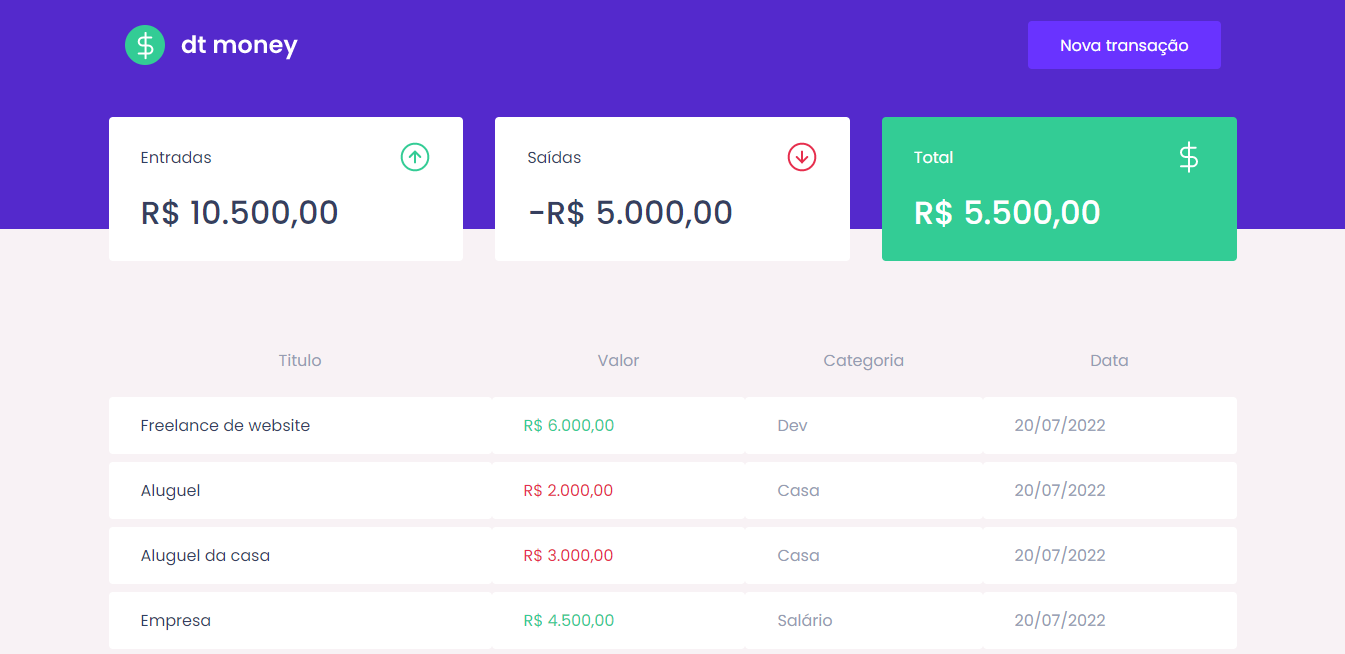 $ dt money
Nova transação
Entradas
R$ 10.500,00
Saídas
-R$ 5.000,00
Total $
R$ 5.500,00
Título Valor Categoria Data
Freelance de website R$ 6.000,00 Dev 20/07/2022
Aluguel R$ 2.000,00 Casa 20/07/2022
Aluguel da casa R$ 3.000,00 Casa 20/07/2022
Empresa R$ 4.500,00 Salário 20/07/2022